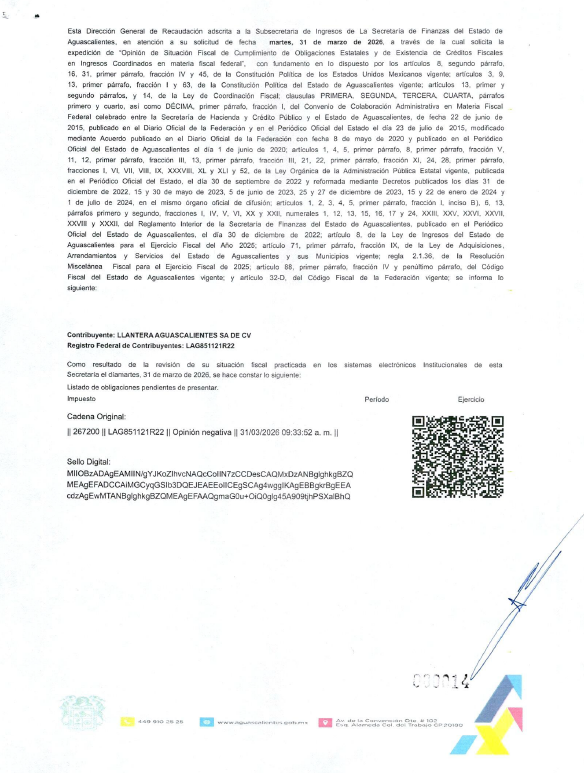 Esta Dirección General de Recaudación adscrita a la Subsecretaria de Ingresos de La Secretaría de Finanzas del Estado de
Aguascalientes, en atención a su solicitud de fecha martes, 31 de marzo de 2026, a través de la cual solicita la
expedición de "Opinión de Situación Fiscal de Cumplimiento de Obligaciones Estatales y de Existencia de Créditos Fiscales
en Ingresos Coordinados en materia fiscal federal", con fundamento en lo dispuesto por los artículos 8, segundo párrafo,
16, 31, primer párrafo, fracción IV y 45, de la Constitución Política de los Estados Unidos Mexicanos vigente; artículos 3, 9,
13, primer párrafo, fracción I y 63, de la Constitución Política del Estado de Aguascalientes vigente; artículos 13, primer y
segundo párrafos, y 14, de la Ley de Coordinación Fiscal; clausulas PRIMERA, SEGUNDA, TERCERA, CUARTA, párrafos
primero y cuarto, así como DÉCIMA, primer párrafo, fracción I, del Convenio de Colaboración Administrativa en Materia Fiscal
Federal celebrado entre la Secretaría de Hacienda y Crédito Público y el Estado de Aguascalientes, de fecha 22 de junio de
2015, publicado en el Diario Oficial de la Federación y en el Periódico Oficial del Estado el día 23 de julio de 2015, modificado
mediante Acuerdo publicado en el Diario Oficial de la Federación con fecha 8 de mayo de 2020 y publicado en el Periódico
Oficial del Estado de Aguascalientes el día 1 de junio de 2020; artículos 1, 4, 5, primer párrafo, 8, primer párrafo, fracción V,
11, 12, primer párrafo, fracción III, 13, primer párrafo, fracción III, 21, 22, primer párrafo, fracción XI, 24, 28, primer párrafo,
fracciones I, VI, VII, VIII, IX, XXXVIII, XL y XLI y 52, de la Ley Orgánica de la Administración Pública Estatal vigente, publicada
en el Periódico Oficial del Estado, el día 30 de septiembre de 2022 y reformada mediante Decretos publicados los días 31 de
diciembre de 2022, 15 y 30 de mayo de 2023, 5 de junio de 2023, 25 y 27 de diciembre de 2023, 15 y 22 de enero de 2024 y
1 de julio de 2024, en el mismo órgano oficial de difusión; artículos 1, 2, 3, 4, 5, primer párrafo, fracción I, inciso B), 6, 13,
párrafos primero y segundo, fracciones I, IV, V, VI, XX y XXII, numerales 1, 12, 13, 15, 16, 17 y 24, XXIII, XXV, XXVI, XXVII,
XXVIII y XXXII, del Reglamento Interior de la Secretaría de Finanzas del Estado de Aguascalientes, publicado en el Periódico
Oficial del Estado de Aguascalientes, el día 30 de diciembre de 2022; artículo 8, de la Ley de Ingresos del Estado de
Aguascalientes para el Ejercicio Fiscal del Año 2026; artículo 71, primer párrafo, fracción IX, de la Ley de Adquisiciones,
Arrendamientos y Servicios del Estado de Aguascalientes y sus Municipios vigente; regla 2.1.36, de la Resolución
Miscelánea Fiscal para el Ejercicio Fiscal de 2025; artículo 88, primer párrafo, fracción IV y penúltimo párrafo, del Código
Fiscal del Estado de Aguascalientes vigente; y artículo 32-D, del Código Fiscal de la Federación vigente; se informa lo
siguiente:
Contribuyente: LLANTERA AGUASCALIENTES SA DE CV
Registro Federal de Contribuyentes: LAG851121R22
Como resultado de la revisión de su situación fiscal practicada en los sistemas electrónicos Institucionales de esta
Secretaría el díamartes, 31 de marzo de 2026, se hace constar lo siguiente:
Listado de obligaciones pendientes de presentar.
Impuesto Período Ejercicio
Cadena Original:
|| 267200 || LAG851121R22 || Opinión negativa || 31/03/2026 09:33:52 a. m. ||
Sello Digital:
MIIOBzADAgEAMIIN/gYJKoZIhvcNAQcCoIIN7zCCDesCAQMxDzANBglghkgBZQ
MEAgEFADCCAiMGCyqGSIb3DQEJEAEEoIICEgSCAg4wggIKAgEBBgkrBgEEA
cdzAgEwMTANBglghkgBZQMEAgEFAAQgmaG0u+OiQ0glg45A909tjhPSXalBhQ
000014
449 910 25 25
www.aguascalientes.gob.mx
Av. de la Convención Ote. # 102
Esq. Alameda Col. del Trabajo CP.20180